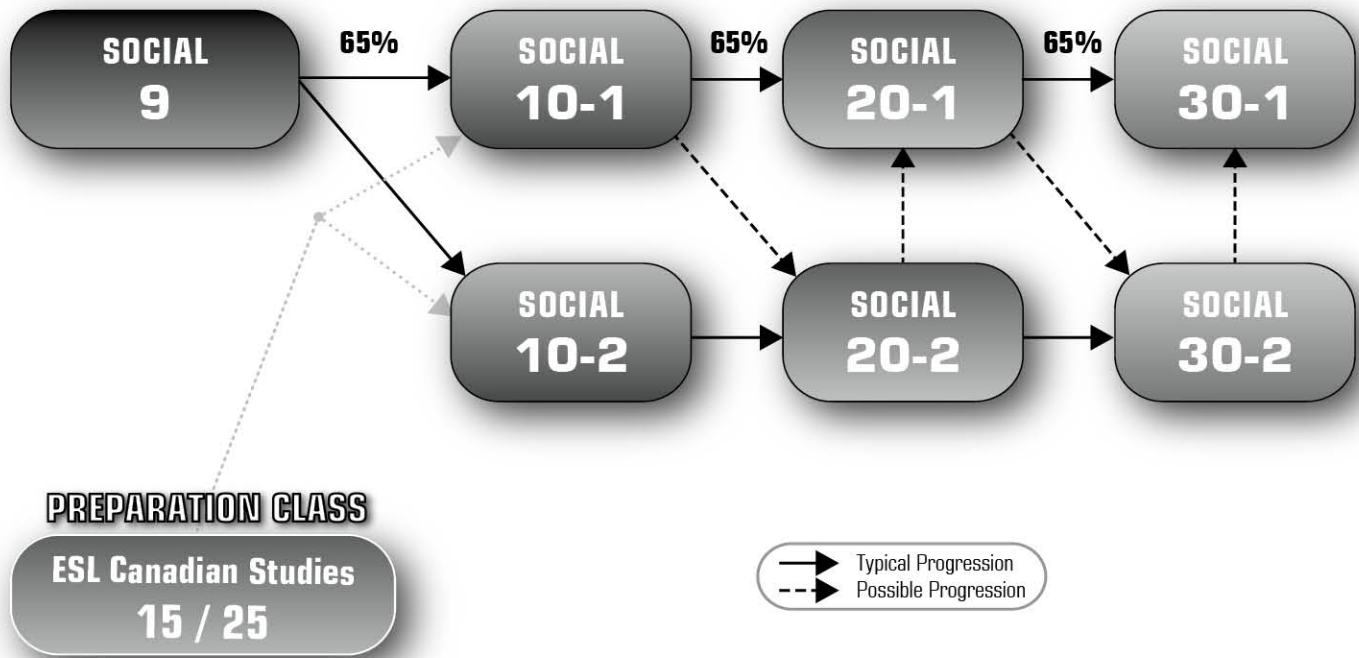 SOCIAL
9
65%
SOCIAL
10-1
65%
SOCIAL
20-1
65%
SOCIAL
30-1
SOCIAL
10-2
SOCIAL
20-2
SOCIAL
30-2
PREPARATION CLASS
ESL Canadian Studies
15 / 25
Typical Progression
Possible Progression